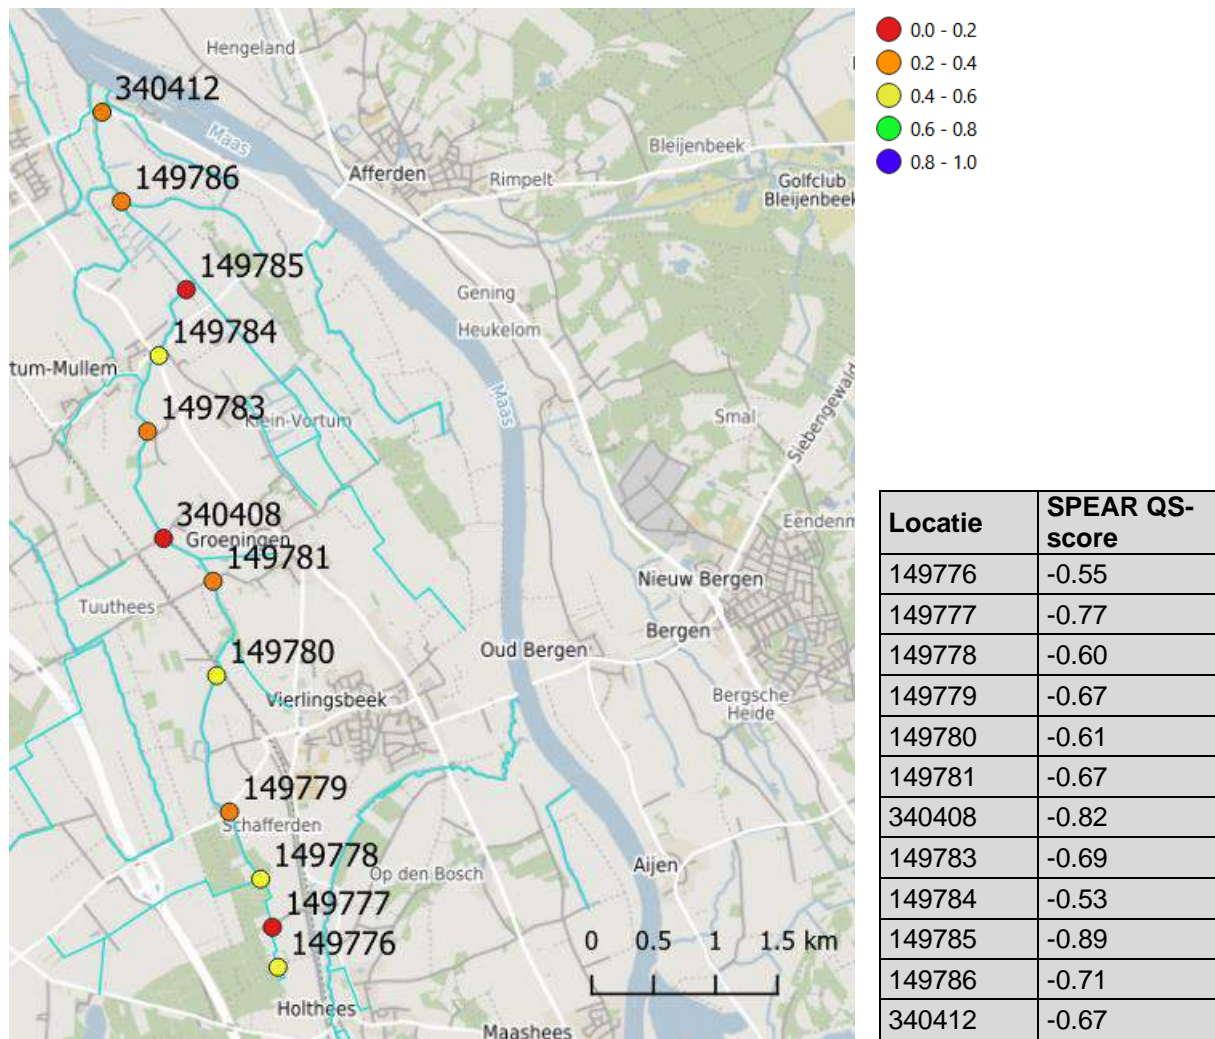 Hengeland
340412
Maas
Bleijenbeek
Afferden
Rimpelt
149786
Golfclub
Bleijenbeek
149785
Gening
Heukelom
149784
tum-Mullem
Maas
149783
Klein-Vortum
Smal
Siebengewald
340408
Groeningen
Eendenm
149781
Nieuw Bergen
Tuuthees
Bergen
149780
Oud Bergen
Vierlingsbeek
Bergsche
Heide
149779
Schafferden
149778
Op den Bosch
Aijen
149777
149776
0 0.5 1 1.5 km
Holthees
Maashees
0.0 - 0.2
0.2 - 0.4
0.4 - 0.6
0.6 - 0.8
0.8 - 1.0
Locatie SPEAR QS-
score
149776 -0.55
149777 -0.77
149778 -0.60
149779 -0.67
149780 -0.61
149781 -0.67
340408 -0.82
149783 -0.69
149784 -0.53
149785 -0.89
149786 -0.71
340412 -0.67